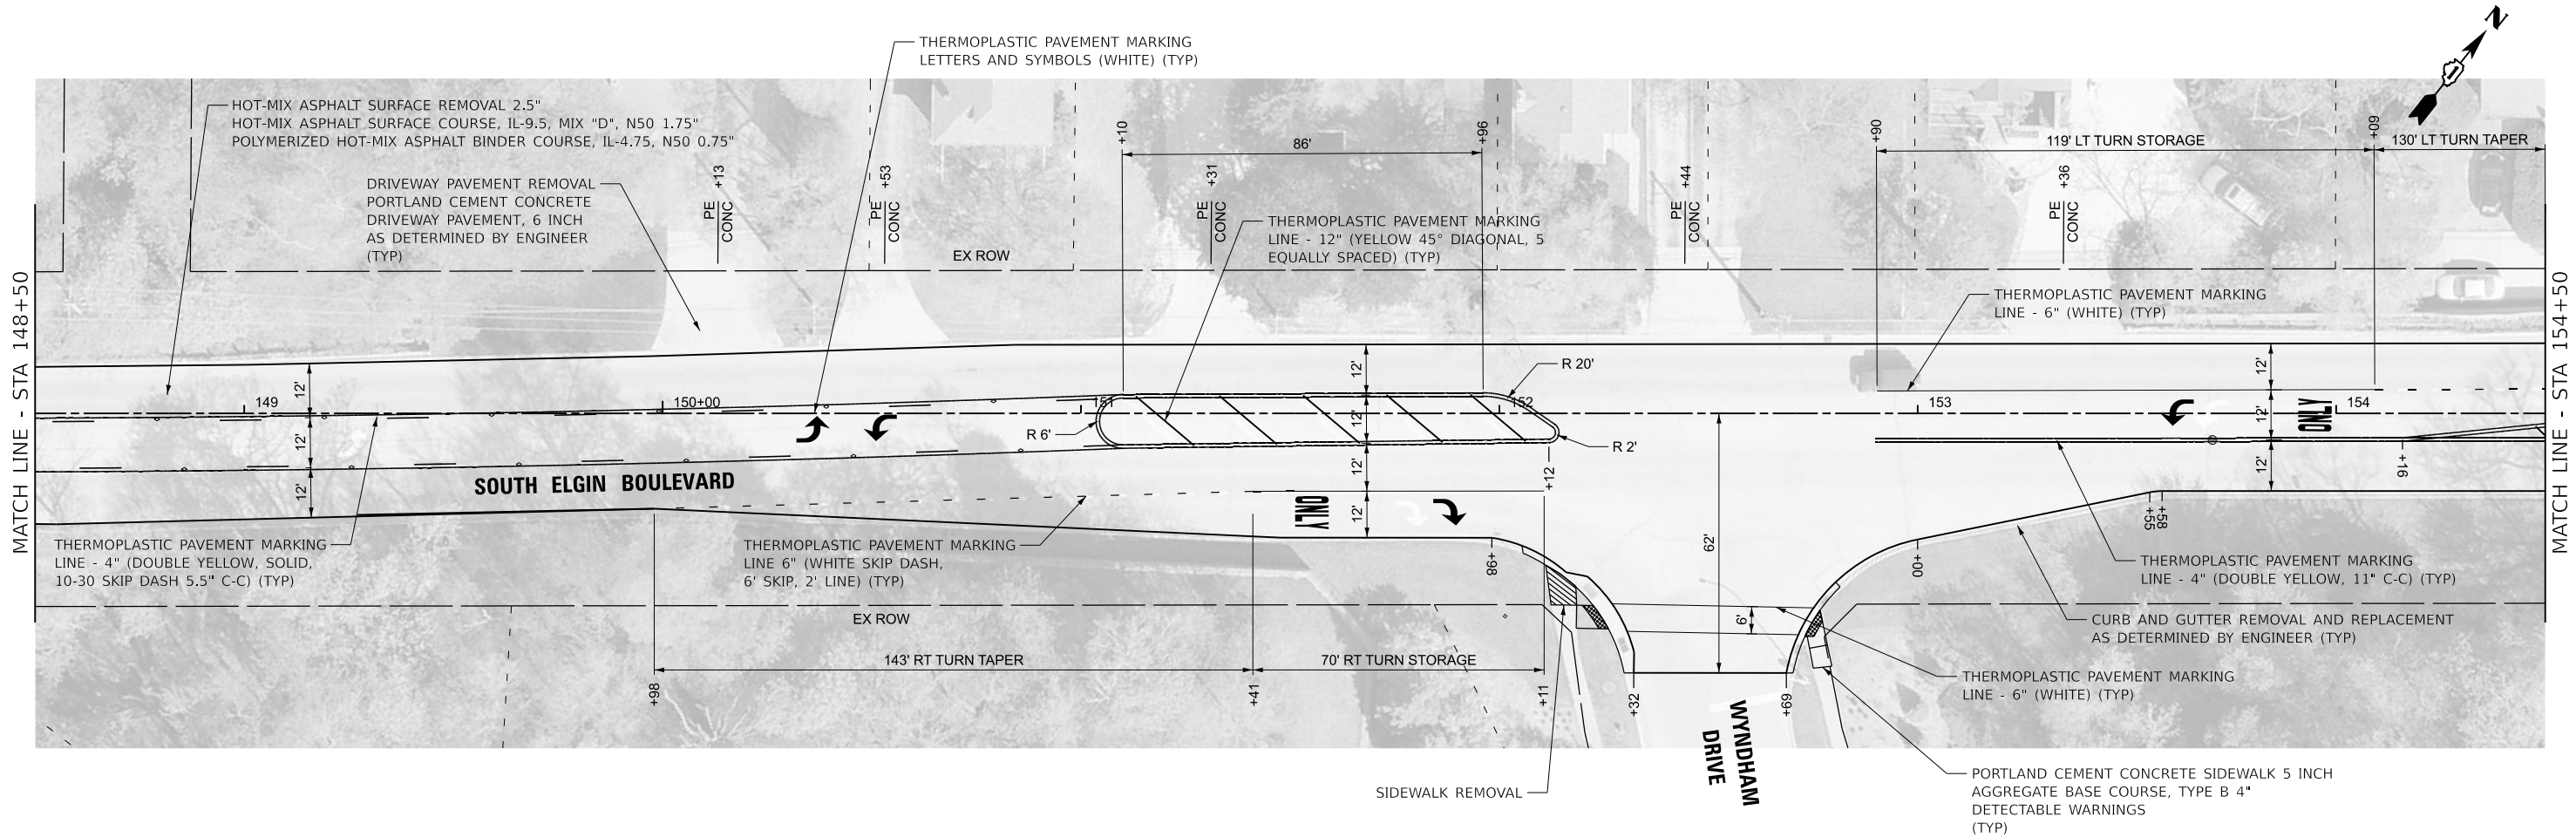 N
THERMOPLASTIC PAVEMENT MARKING
LETTERS AND SYMBOLS (WHITE) (TYP)
HOT-MIX ASPHALT SURFACE REMOVAL 2.5"
HOT-MIX ASPHALT SURFACE COURSE, IL-9.5, MIX "D", N50 1.75"
POLYMERIZED HOT-MIX ASPHALT BINDER COURSE, IL-4.75, N50 0.75"
DRIVEWAY PAVEMENT REMOVAL
PORTLAND CEMENT CONCRETE
DRIVEWAY PAVEMENT, 6 INCH
AS DETERMINED BY ENGINEER
(TYP)
+10
86'
+96
+90
119' LT TURN STORAGE
+09
130' LT TURN TAPER
PE
CONC
+13
PE
CONC
+53
PE
CONC
+31
PE
CONC
+44
PE
CONC
+36
THERMOPLASTIC PAVEMENT MARKING
LINE - 12" (YELLOW 45° DIAGONAL, 5
EQUALLY SPACED) (TYP)
EX ROW
THERMOPLASTIC PAVEMENT MARKING
LINE - 6" (WHITE) (TYP)
MATCH LINE - STA 148+50
MATCH LINE - STA 154+50
12'
12'
12'
149
150+00
151
152
153
154
R 6'
R 20'
R 2'
12'
12'
12'
12'
12'
12'
12'
ONLY
ONLY
+12
+16
SOUTH ELGIN BOULEVARD
62'
+98
+00
+55
+58
THERMOPLASTIC PAVEMENT MARKING
LINE - 4" (DOUBLE YELLOW, SOLID,
10-30 SKIP DASH 5.5" C-C) (TYP)
THERMOPLASTIC PAVEMENT MARKING
LINE 6" (WHITE SKIP DASH,
6' SKIP, 2' LINE) (TYP)
THERMOPLASTIC PAVEMENT MARKING
LINE - 4" (DOUBLE YELLOW, 11" C-C) (TYP)
EX ROW
6'
CURB AND GUTTER REMOVAL AND REPLACEMENT
AS DETERMINED BY ENGINEER (TYP)
143' RT TURN TAPER
70' RT TURN STORAGE
+98
+41
+11
+32
+69
THERMOPLASTIC PAVEMENT MARKING
LINE - 6" (WHITE) (TYP)
WYNDHAM
DRIVE
SIDEWALK REMOVAL
PORTLAND CEMENT CONCRETE SIDEWALK 5 INCH
AGGREGATE BASE COURSE, TYPE B 4"
DETECTABLE WARNINGS
(TYP)